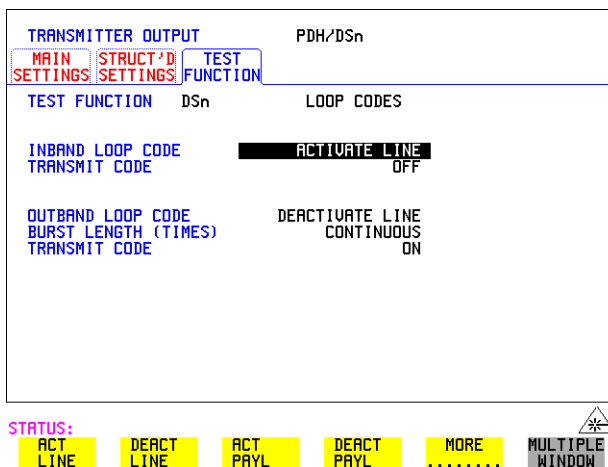 TRANSMITTER OUTPUT PDH/DSn
MAIN SETTINGS STRUCT'D SETTINGS TEST FUNCTION
TEST FUNCTION DSn LOOP CODES
INBAND LOOP CODE ACTIVATE LINE
TRANSMIT CODE OFF
OUTBAND LOOP CODE DEACTIVATE LINE
BURST LENGTH (TIMES) CONTINUOUS
TRANSMIT CODE ON
STATUS:
ACT DEACT ACT DEACT MORE MULTIPLE
LINE LINE PAYL PAYL ........ WINDOW